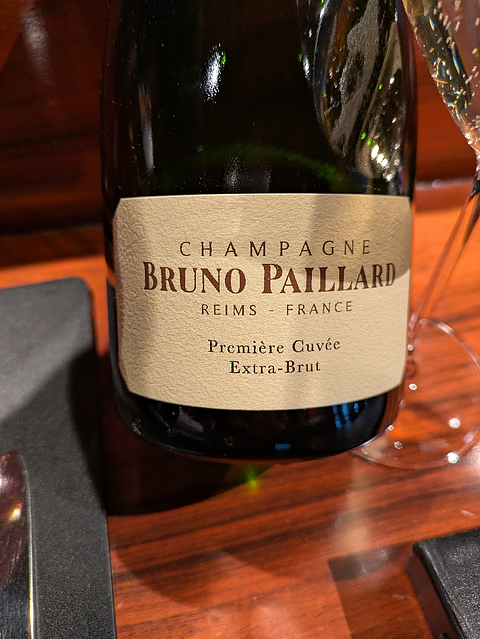 CHAMPAGNE
BRUNO PAILLARD
REIMS - FRANCE
Première Cuvée
Extra-Brut